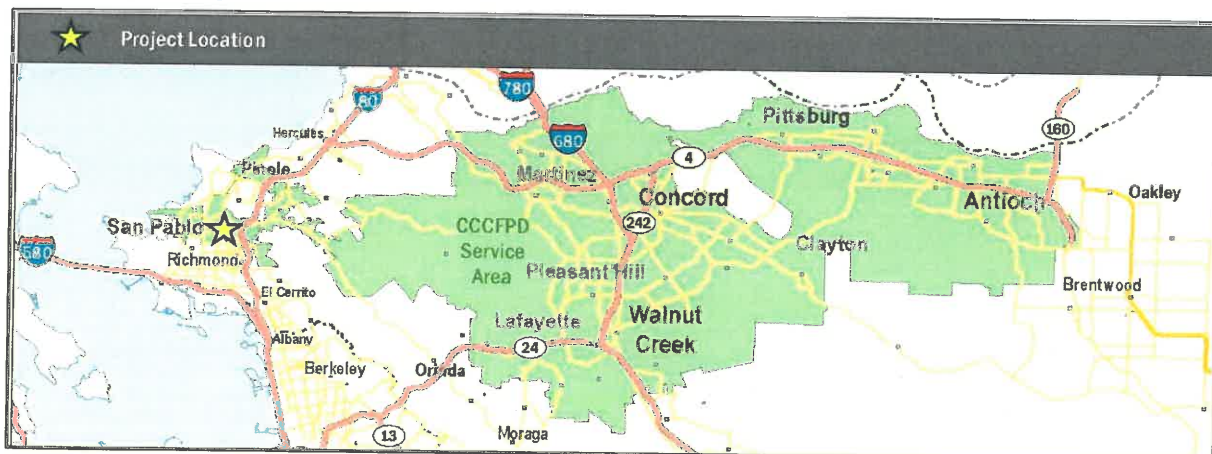 Project Location
80
780
680
Hercules
Pinole
Martinez
4
Pittsburg
160
Concord
Antioch
Oakley
San Pablo
580
Richmond
CCCFPD
Service
Area
242
Clayton
Pleasant Hill
Brentwood
El Cerrito
Lafayette
Walnut
Creek
Albany
24
Berkeley
Orinda
13
Moraga